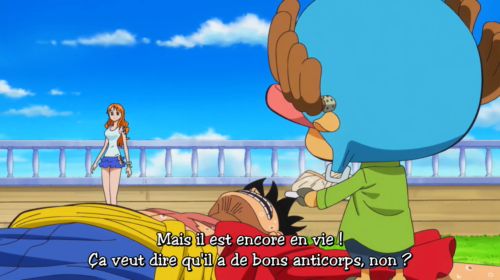 Mais il est encore en vie !
Ça veut dire qu'il a de bons anticorps, non ?